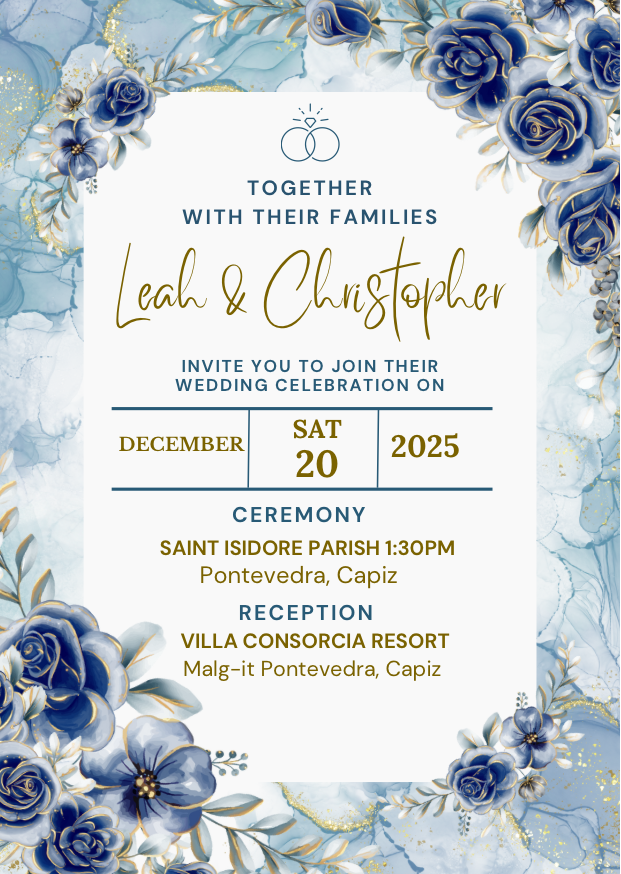 TOGETHER
WITH THEIR FAMILIES
Leah & Christopher
INVITE YOU TO JOIN THEIR
WEDDING CELEBRATION ON
DECEMBER
SAT
20
2025
CEREMONY
SAINT ISIDORE PARISH 1:30PM
Pontevedra, Capiz
RECEPTION
VILLA CONSORCIA RESORT
Malg-it Pontevedra, Capiz